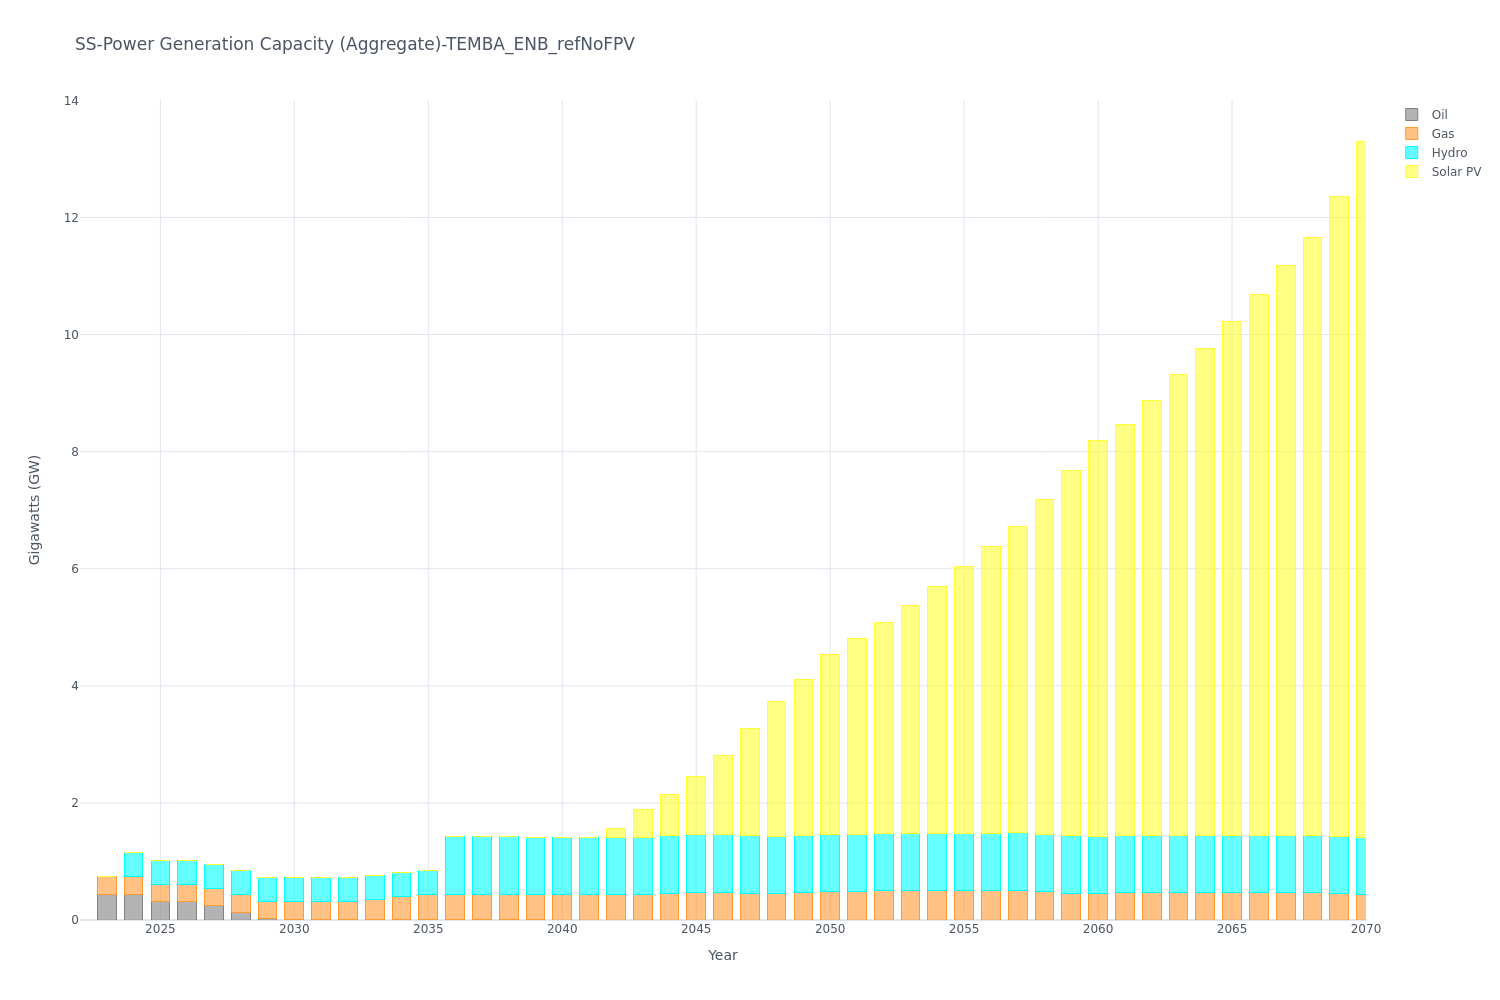 SS-Power Generation Capacity (Aggregate)-TEMBA_ENB_refNoFPV
Oil
Gas
Hydro
Solar PV
14
12
10
8
6
4
2
0
Gigawatts (GW)
2025
2030
2035
2040
2045
2050
2055
2060
2065
2070
Year